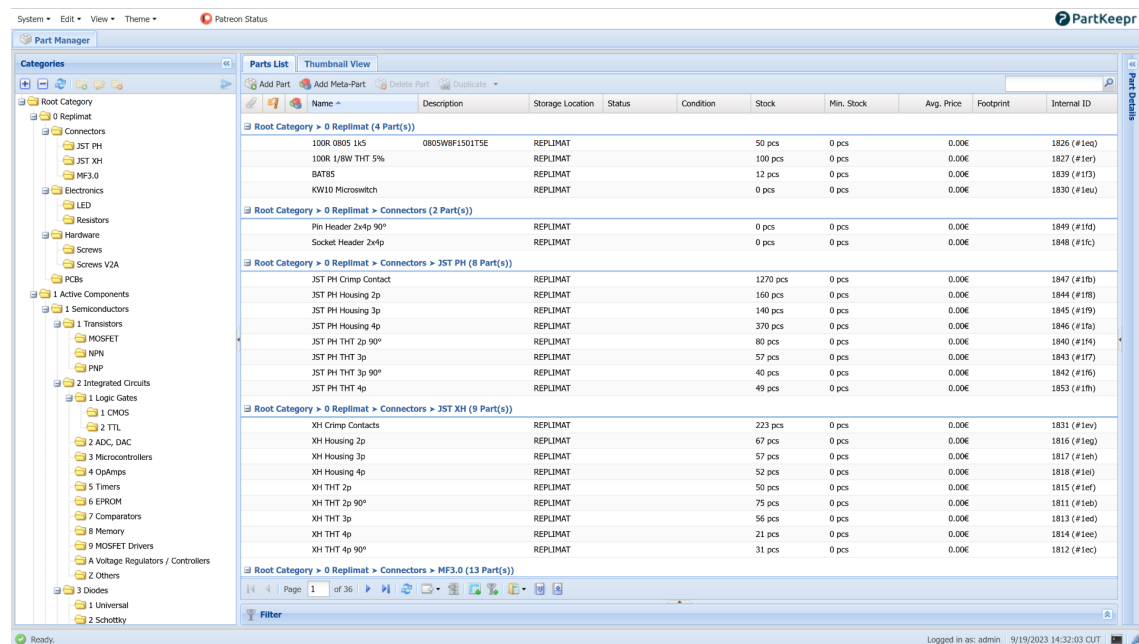 System Edit View Theme Patreon Status PartKeepr
Part Manager
Categories
Root Category
0 Replimat
Connectors
JST PH
JST XH
MF3.0
Electronics
LED
Resistors
Hardware
Screws
Screws V2A
PCBs
1 Active Components
1 Semiconductors
1 Transistors
MOSFET
NPN
PNP
2 Integrated Circuits
1 Logic Gates
1 CMOS
2 TTL
2 ADC, DAC
3 Microcontrollers
4 OpAmps
5 Timers
6 EPROM
7 Comparators
8 Memory
9 MOSFET Drivers
A Voltage Regulators / Controllers
Z Others
3 Diodes
1 Universal
2 Schottky
Parts List Thumbnail View
Add Part Add Meta-Part Delete Part Duplicate
Name Description Storage Location Status Condition Stock Min. Stock Avg. Price Footprint Internal ID
Root Category > 0 Replimat (4 Part(s))
100R 0805 1k5 0805W8F1501T5E REPLIMAT 50 pcs 0 pcs 0.00€ 1826 (#1eq)
100R 1/8W THT 5% REPLIMAT 100 pcs 0 pcs 0.00€ 1827 (#1er)
BAT85 REPLIMAT 12 pcs 0 pcs 0.00€ 1839 (#1f3)
KW10 Microswitch REPLIMAT 0 pcs 0 pcs 0.00€ 1830 (#1eu)
Root Category > 0 Replimat > Connectors (2 Part(s))
Pin Header 2x4p 90° REPLIMAT 0 pcs 0 pcs 0.00€ 1849 (#1fd)
Socket Header 2x4p REPLIMAT 0 pcs 0 pcs 0.00€ 1848 (#1fc)
Root Category > 0 Replimat > Connectors > JST PH (8 Part(s))
JST PH Crimp Contact REPLIMAT 1270 pcs 0 pcs 0.00€ 1847 (#1fb)
JST PH Housing 2p REPLIMAT 160 pcs 0 pcs 0.00€ 1844 (#1f8)
JST PH Housing 3p REPLIMAT 140 pcs 0 pcs 0.00€ 1845 (#1f9)
JST PH Housing 4p REPLIMAT 370 pcs 0 pcs 0.00€ 1846 (#1fa)
JST PH THT 2p 90° REPLIMAT 80 pcs 0 pcs 0.00€ 1840 (#1f4)
JST PH THT 3p REPLIMAT 57 pcs 0 pcs 0.00€ 1843 (#1f7)
JST PH THT 3p 90° REPLIMAT 40 pcs 0 pcs 0.00€ 1842 (#1f6)
JST PH THT 4p REPLIMAT 49 pcs 0 pcs 0.00€ 1853 (#1fh)
Root Category > 0 Replimat > Connectors > JST XH (9 Part(s))
XH Crimp Contacts REPLIMAT 223 pcs 0 pcs 0.00€ 1831 (#1ev)
XH Housing 2p REPLIMAT 67 pcs 0 pcs 0.00€ 1816 (#1eg)
XH Housing 3p REPLIMAT 57 pcs 0 pcs 0.00€ 1817 (#1eh)
XH Housing 4p REPLIMAT 52 pcs 0 pcs 0.00€ 1818 (#1ei)
XH THT 2p REPLIMAT 50 pcs 0 pcs 0.00€ 1815 (#1ef)
XH THT 2p 90° REPLIMAT 75 pcs 0 pcs 0.00€ 1811 (#1eb)
XH THT 3p REPLIMAT 56 pcs 0 pcs 0.00€ 1813 (#1ed)
XH THT 4p REPLIMAT 21 pcs 0 pcs 0.00€ 1814 (#1ee)
XH THT 4p 90° REPLIMAT 31 pcs 0 pcs 0.00€ 1812 (#1ec)
Root Category > 0 Replimat > Connectors > MF3.0 (13 Part(s))
Page 1 of 36
Filter
Part Details
Ready. Logged in as: admin 9/19/2023 14:32:03 CUT